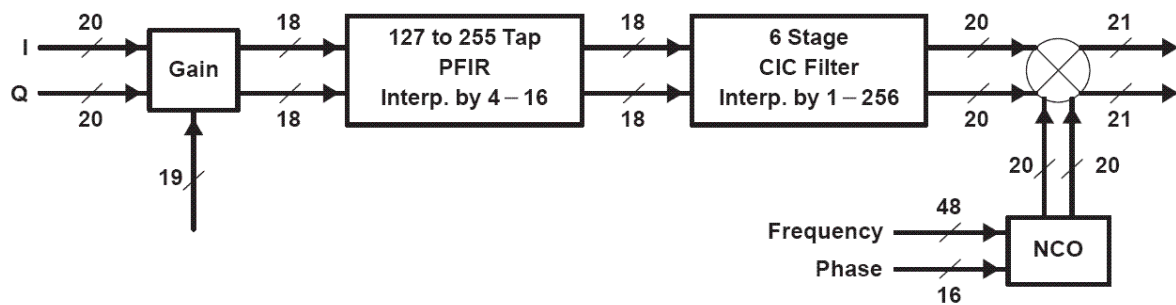 20 18 18 20 21
I
Gain
127 to 255 Tap
PFIR
Interp. by 4 – 16
6 Stage
CIC Filter
Interp. by 1 – 256
Q
20 18 18 20 21
19
20 20
48
Frequency
NCO
Phase
16